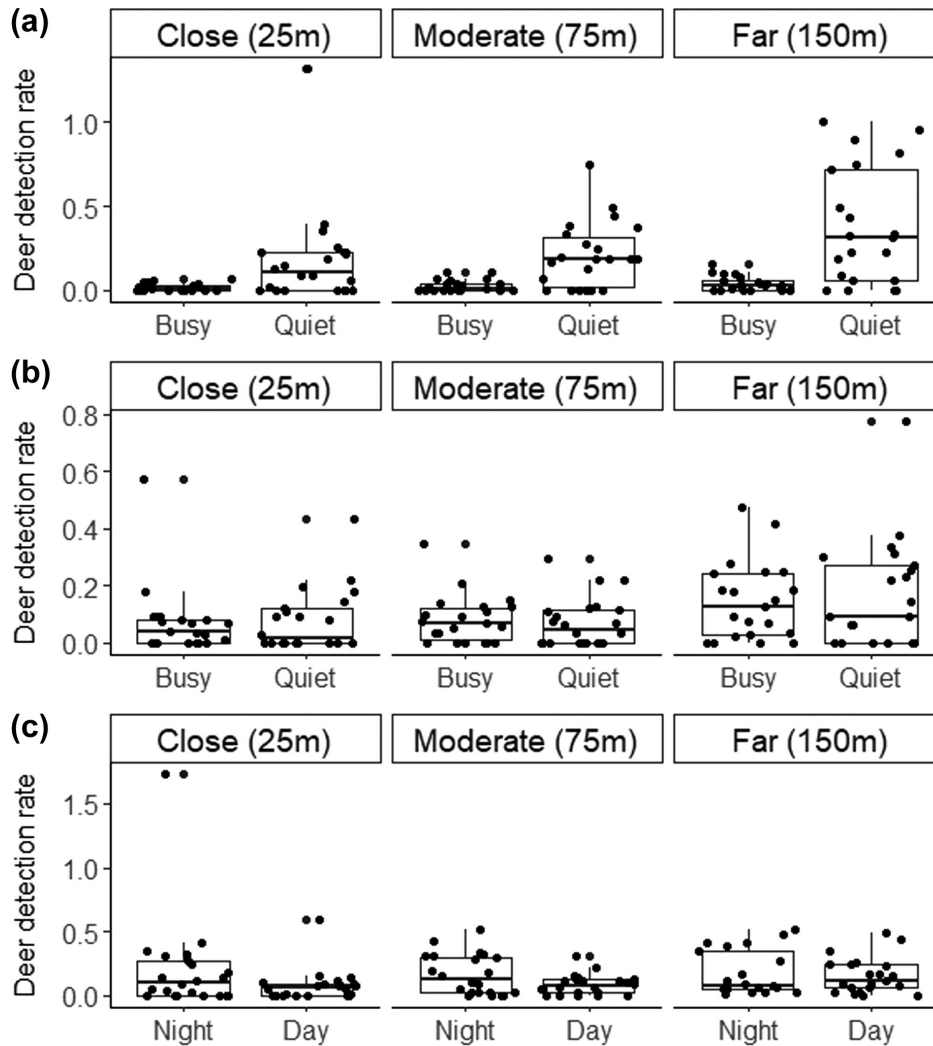 (a)
Close (25m) Moderate (75m) Far (150m)
Deer detection rate
1.0
0.5
0.0
Busy Quiet Busy Quiet Busy Quiet
(b)
Close (25m) Moderate (75m) Far (150m)
Deer detection rate
0.8
0.6
0.4
0.2
0.0
Busy Quiet Busy Quiet Busy Quiet
(c)
Close (25m) Moderate (75m) Far (150m)
Deer detection rate
1.5
1.0
0.5
0.0
Night Day Night Day Night Day